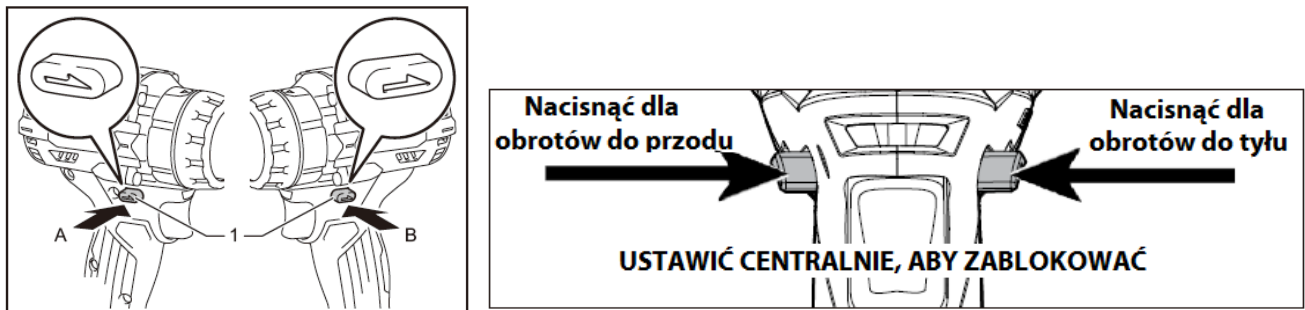 A
1
B
Nacisnąć dla
obrotów do przodu
Nacisnąć dla
obrotów do tyłu
USTAWIĆ CENTRALNIE, ABY ZABLOKOWAĆ